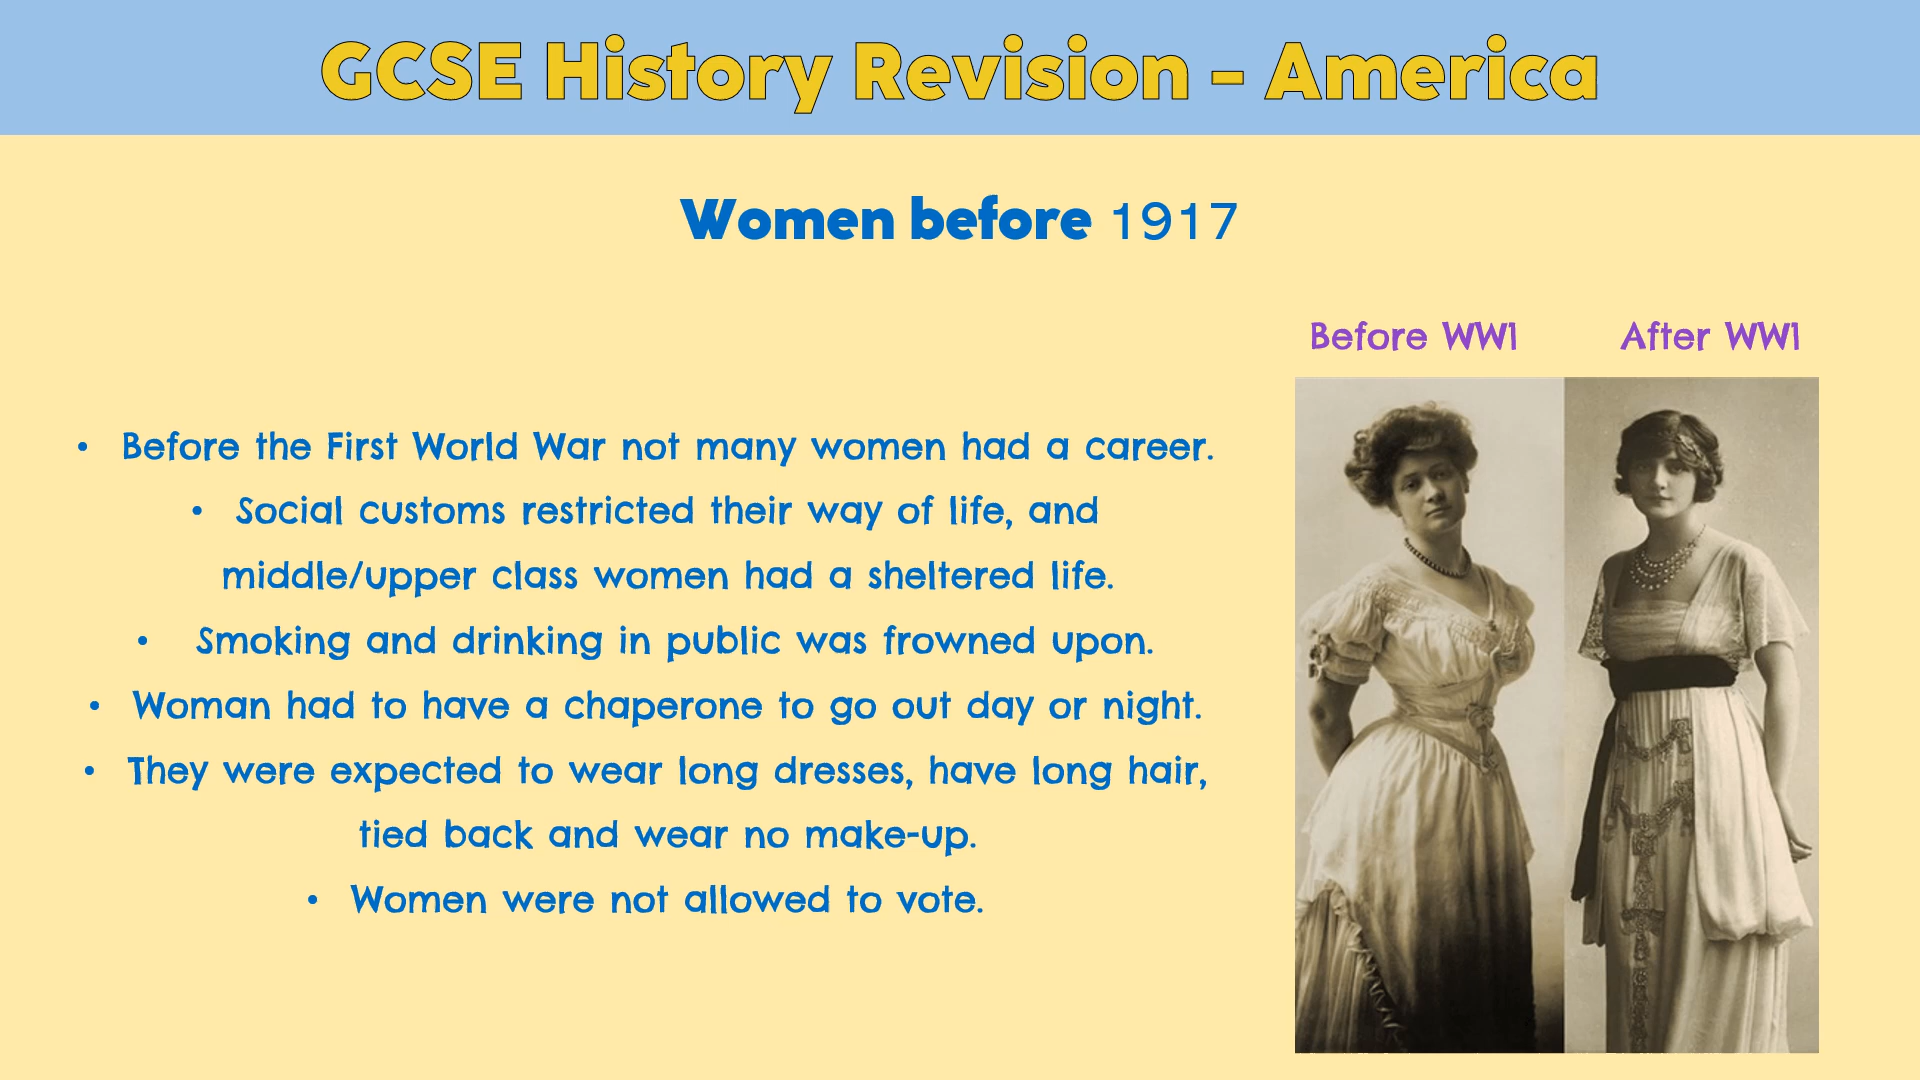 GCSE History Revision - America
Women before 1917
Before WW1
After WW1
• Before the First World War not many women had a career.
• Social customs restricted their way of life, and
middle/upper class women had a sheltered life.
• Smoking and drinking in public was frowned upon.
• Woman had to have a chaperone to go out day or night.
• They were expected to wear long dresses, have long hair,
tied back and wear no make-up.
• Women were not allowed to vote.